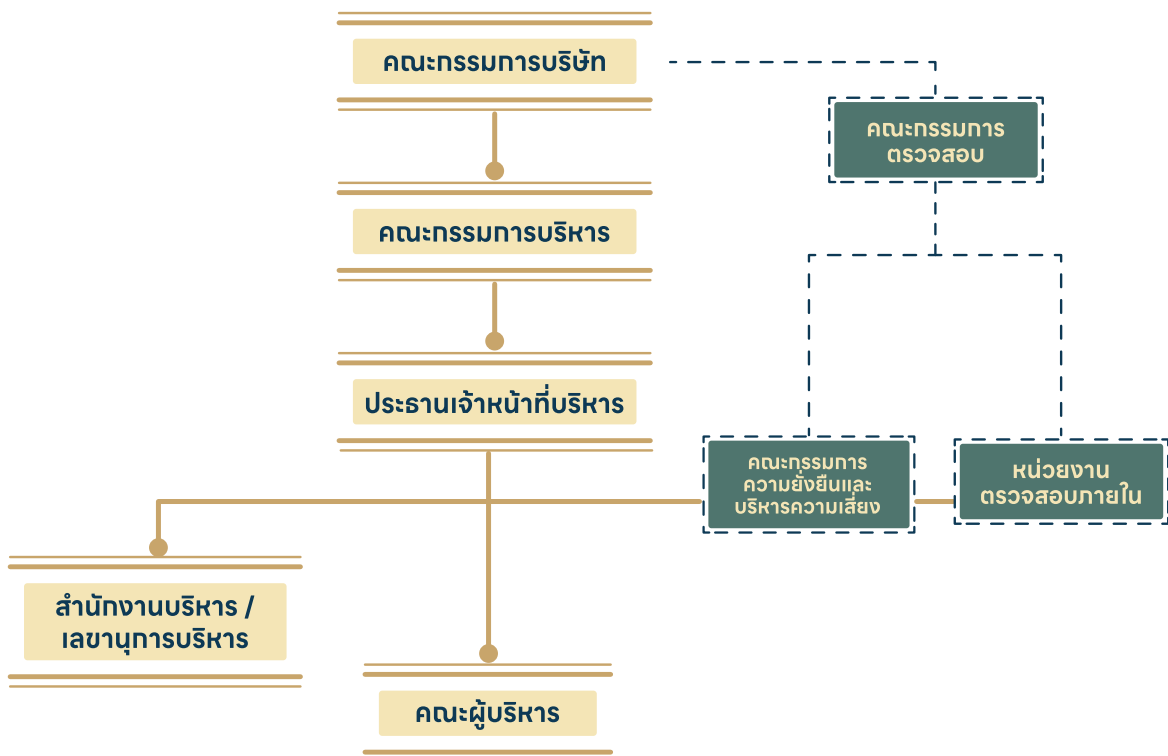 คณะกรรมการบริษัท
คณะกรรมการ
ตรวจสอบ
คณะกรรมการบริหาร
ประธานเจ้าหน้าที่บริหาร
คณะกรรมการ
ความยั่งยืนและ
บริหารความเสี่ยง
หน่วยงาน
ตรวจสอบภายใน
สำนักงานบริหาร /
เลขานุการบริหาร
คณะผู้บริหาร